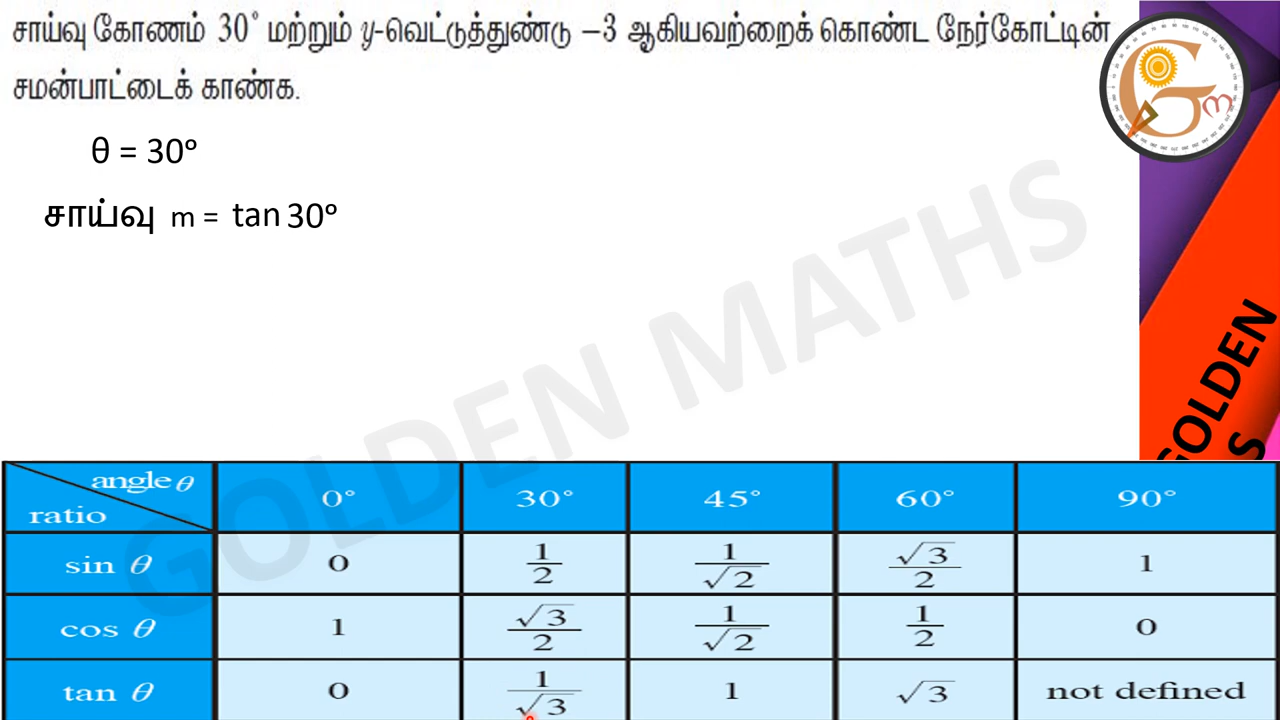 சாய்வு கோணம் 30° மற்றும் y-வெட்டுத்துண்டு –3 ஆகியவற்றைக் கொண்ட நேர்கோட்டின்
சமன்பாட்டைக் காண்க.
θ = 30°
சாய்வு m = tan 30°
GOLDEN MATHS
GOLDEN
S
angle θ
ratio
0° 30° 45° 60° 90°
sin θ 0 1/2 1/√2 √3/2 1
cos θ 1 √3/2 1/√2 1/2 0
tan θ 0 1/√3 1 √3 not defined